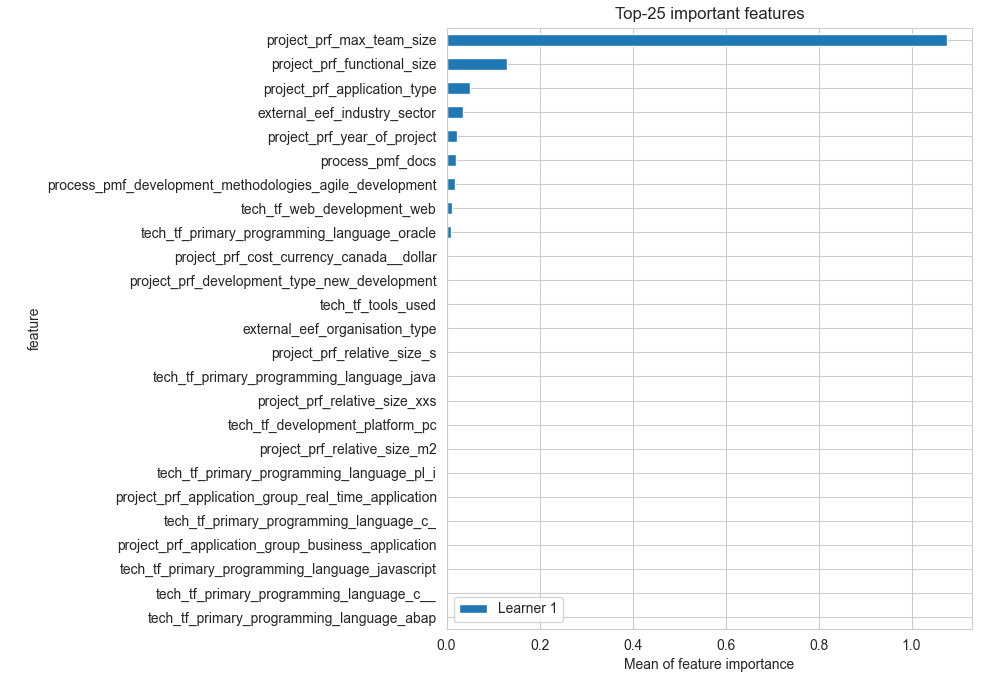 Top-25 important features
project_prf_max_team_size
project_prf_functional_size
project_prf_application_type
external_eef_industry_sector
project_prf_year_of_project
process_pmf_docs
process_pmf_development_methodologies_agile_development
tech_tf_web_development_web
tech_tf_primary_programming_language_oracle
project_prf_cost_currency_canada__dollar
project_prf_development_type_new_development
tech_tf_tools_used
external_eef_organisation_type
project_prf_relative_size_s
tech_tf_primary_programming_language_java
project_prf_relative_size_xxs
tech_tf_development_platform_pc
project_prf_relative_size_m2
tech_tf_primary_programming_language_pl_i
project_prf_application_group_real_time_application
tech_tf_primary_programming_language_c_
project_prf_application_group_business_application
tech_tf_primary_programming_language_javascript
tech_tf_primary_programming_language_c__
tech_tf_primary_programming_language_abap
feature
Learner 1
0.0 0.2 0.4 0.6 0.8 1.0
Mean of feature importance